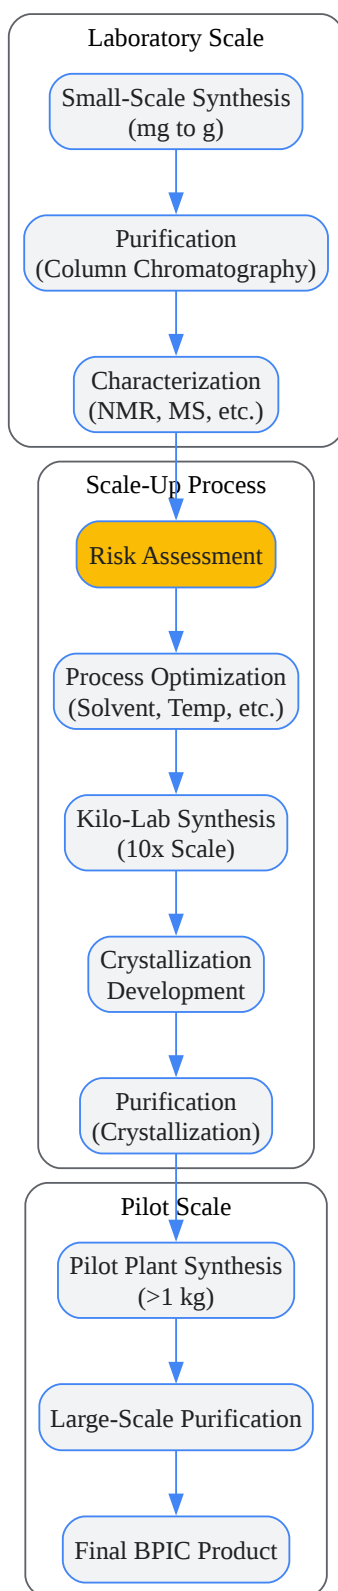 Laboratory Scale
Small-Scale Synthesis
(mg to g)
Purification
(Column Chromatography)
Characterization
(NMR, MS, etc.)
Scale-Up Process
Risk Assessment
Process Optimization
(Solvent, Temp, etc.)
Kilo-Lab Synthesis
(10x Scale)
Crystallization
Development
Purification
(Crystallization)
Pilot Scale
Pilot Plant Synthesis
(>1 kg)
Large-Scale Purification
Final BPIC Product